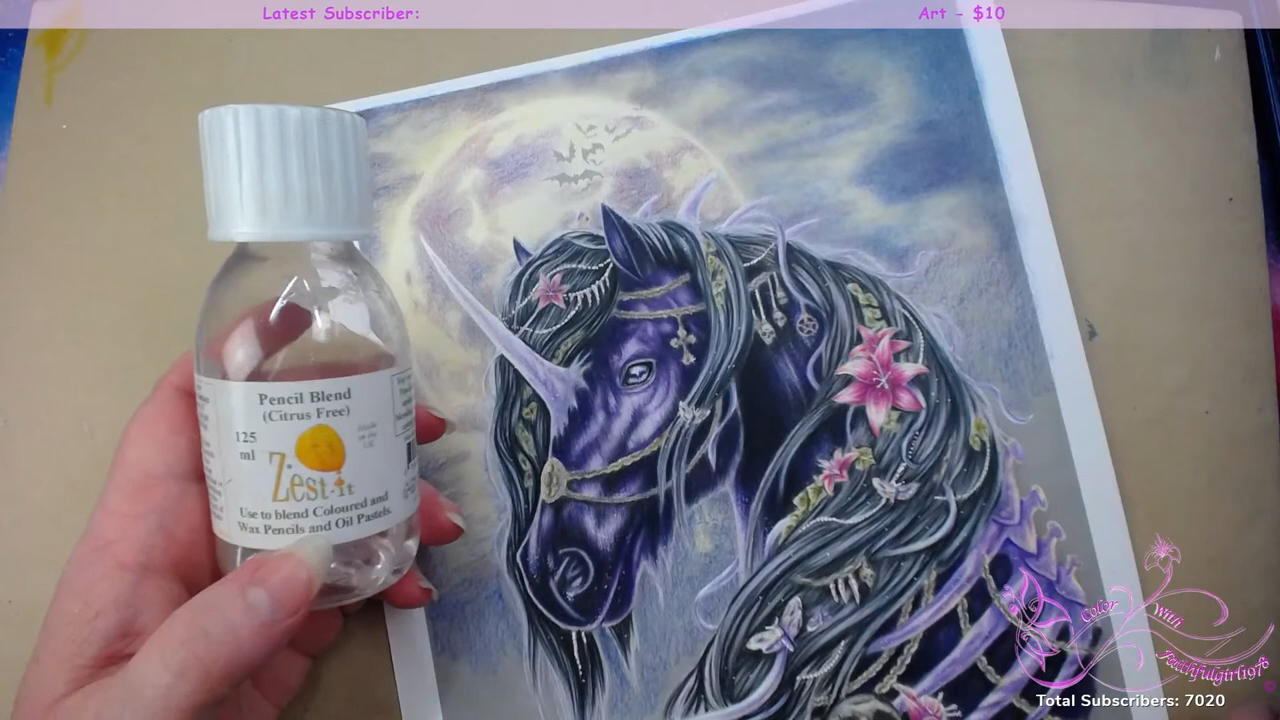 Latest Subscriber:
Art - $10
Pencil Blend
(Citrus Free)
125
ml
Zest-it
Use to blend Coloured and
Wax Pencils and Oil Pastels.
Color
With
Faithfulgirl1978
Total Subscribers: 7020